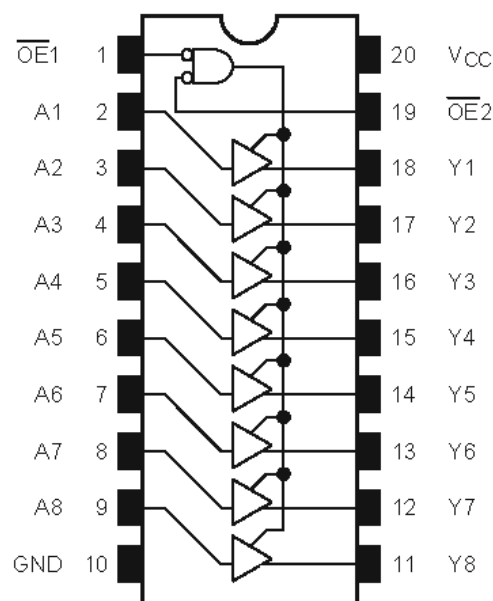 OE1 1 20 VCC
A1 2 19 OE2
A2 3 18 Y1
A3 4 17 Y2
A4 5 16 Y3
A5 6 15 Y4
A6 7 14 Y5
A7 8 13 Y6
A8 9 12 Y7
GND 10 11 Y8